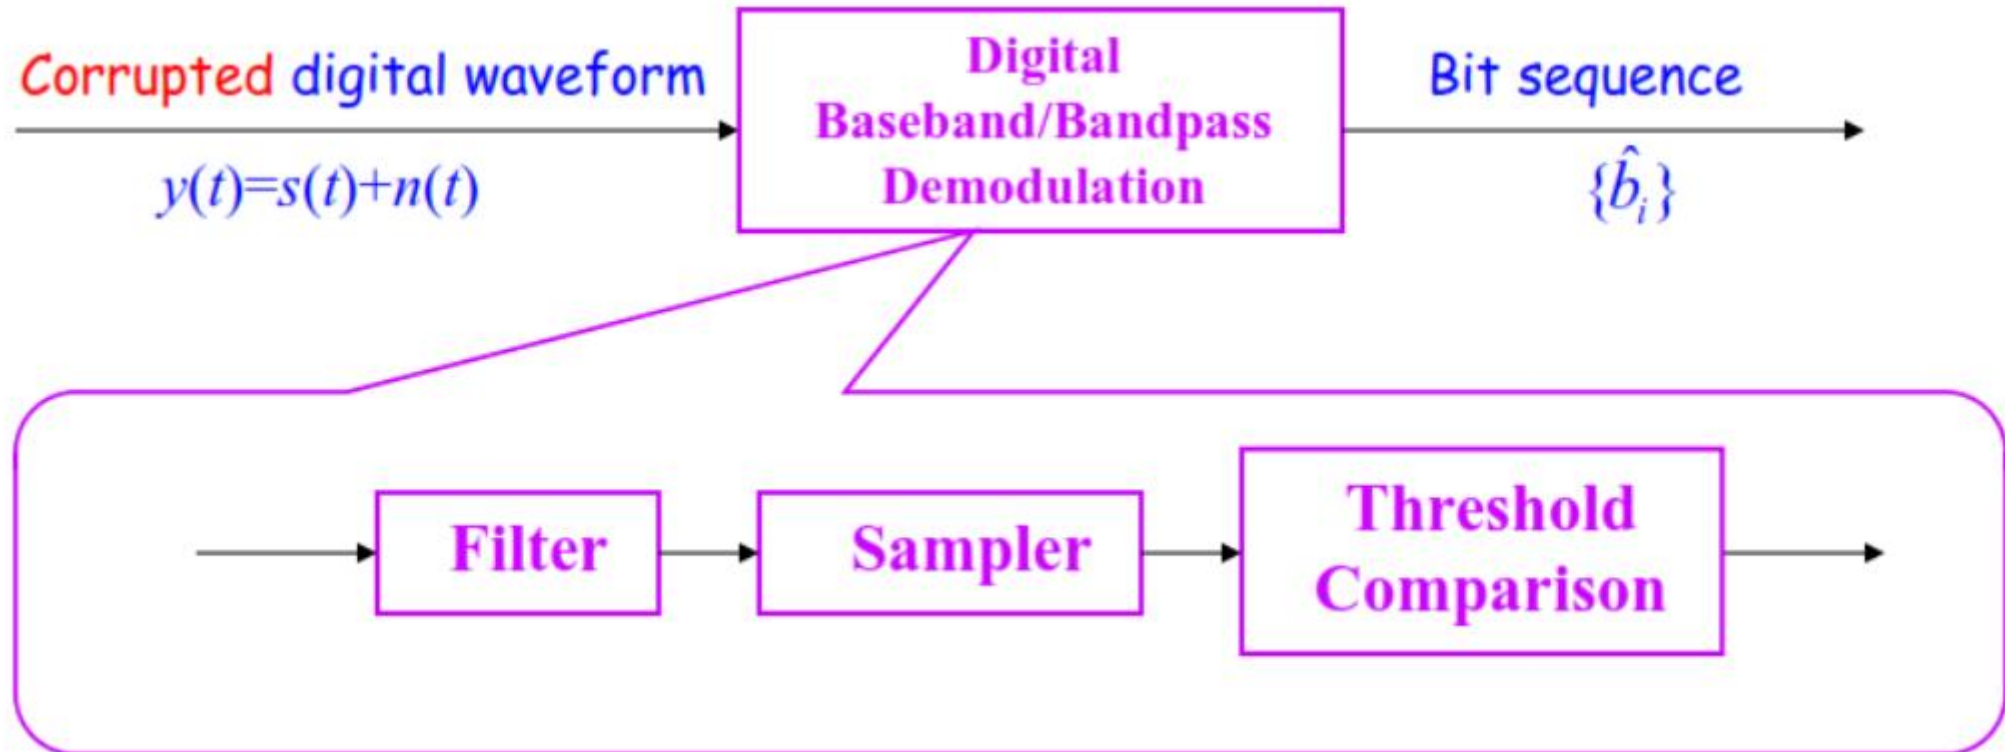 Corrupted digital waveform
y(t)=s(t)+n(t)
Digital
Baseband/Bandpass
Demodulation
Bit sequence
{b̂ᵢ}
Filter
Sampler
Threshold
Comparison